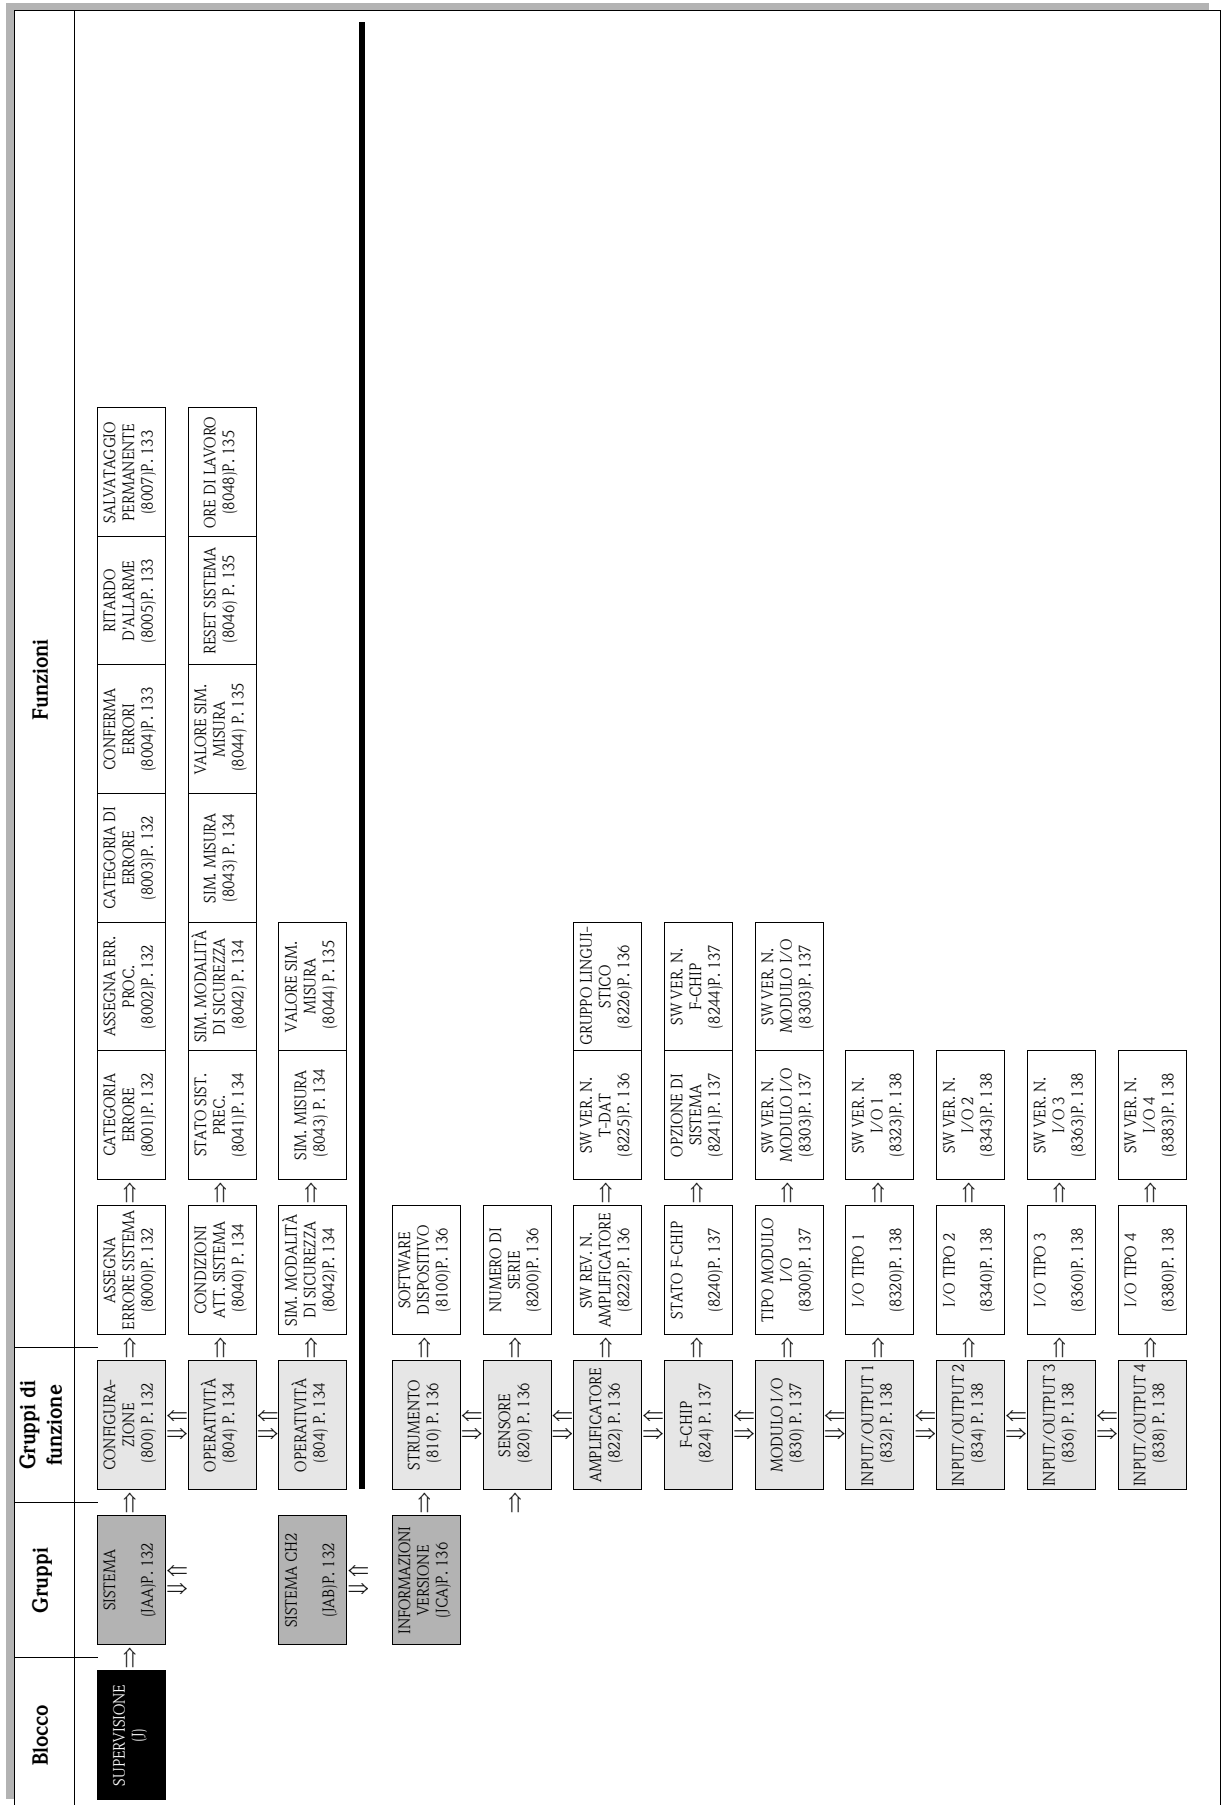 Blocco
Gruppi
Gruppi di
funzione
Funzioni
SUPERVISIONE
(J)
⇒
SISTEMA
(JAA)P. 132
⇒
CONFIGURA-
ZIONE
(800) P. 132
⇒
ASSEGNA
ERRORE SISTEMA
(8000)P. 132
⇒
CATEGORIA
ERRORE
(8001)P. 132
ASSEGNA ERR.
PROC.
(8002)P. 132
CATEGORIA DI
ERRORE
(8003)P. 132
CONFERMA
ERRORI
(8004)P. 133
RITARDO
D'ALLARME
(8005)P. 133
SALVATAGGIO
PERMANENTE
(8007)P. 133
⇓⇑
⇓⇑
OPERATIVITÀ
(804) P. 134
⇒
CONDIZIONI
ATT. SISTEMA
(8040) P. 134
⇒
STATO SIST.
PREC.
(8041)P. 134
SIM. MODALITÀ
DI SICUREZZA
(8042) P. 134
SIM. MISURA
(8043) P. 134
VALORE SIM.
MISURA
(8044) P. 135
RESET SISTEMA
(8046) P. 135
ORE DI LAVORO
(8048)P. 135
⇓⇑
SISTEMA CH2
(JAB)P. 132
OPERATIVITÀ
(804) P. 134
⇒
SIM. MODALITÀ
DI SICUREZZA
(8042)P. 134
⇒
SIM. MISURA
(8043) P. 134
VALORE SIM.
MISURA
(8044) P. 135
⇓⇑
INFORMAZIONI
VERSIONE
(JCA)P. 136
⇒
STRUMENTO
(810) P. 136
⇒
SOFTWARE
DISPOSITIVO
(8100)P. 136
⇓⇑
⇒
SENSORE
(820) P. 136
⇒
NUMERO DI
SERIE
(8200)P. 136
⇓⇑
AMPLIFICATORE
(822) P. 136
⇒
SW REV. N.
AMPLIFICATORE
(8222)P. 136
⇒
SW VER. N.
T-DAT
(8225)P. 136
GRUPPO LINGUI-
STICO
(8226)P. 136
⇓⇑
F-CHIP
(824) P. 137
⇒
STATO F-CHIP
(8240)P. 137
⇒
OPZIONE DI
SISTEMA
(8241)P. 137
SW VER. N.
F-CHIP
(8244)P. 137
⇓⇑
MODULO I/O
(830) P. 137
⇒
TIPO MODULO
I/O
(8300)P. 137
⇒
SW VER. N.
MODULO I/O
(8303)P. 137
SW VER. N.
MODULO I/O
(8303)P. 137
⇓⇑
INPUT/OUTPUT 1
(832) P. 138
⇒
I/O TIPO 1
(8320)P. 138
⇒
SW VER. N.
I/O 1
(8323)P. 138
⇓⇑
INPUT/OUTPUT 2
(834) P. 138
⇒
I/O TIPO 2
(8340)P. 138
⇒
SW VER. N.
I/O 2
(8343)P. 138
⇓⇑
INPUT/OUTPUT 3
(836) P. 138
⇒
I/O TIPO 3
(8360)P. 138
⇒
SW VER. N.
I/O 3
(8363)P. 138
⇓⇑
INPUT/OUTPUT 4
(838) P. 138
⇒
I/O TIPO 4
(8380)P. 138
⇒
SW VER. N.
I/O 4
(8383)P. 138